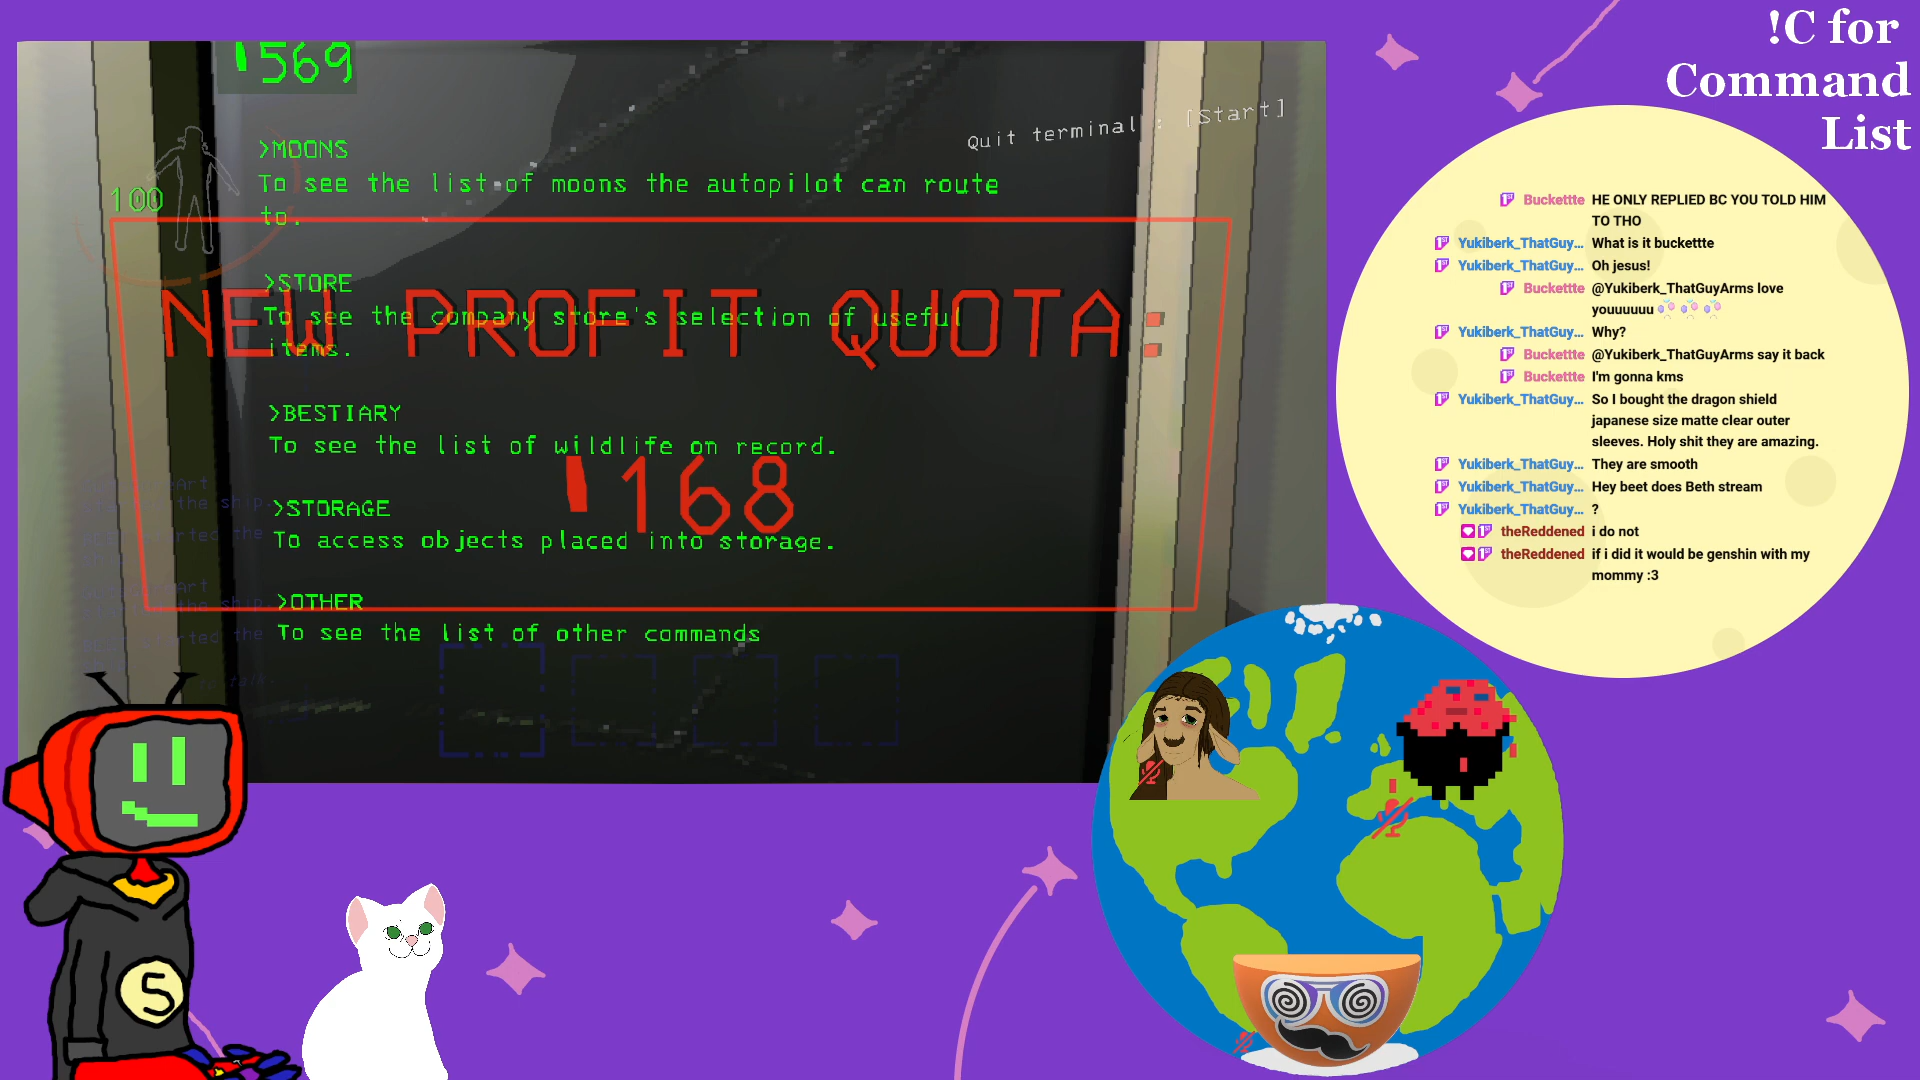 !C for
Command
List
569
Quit terminal : [Start]
>MOONS
To see the list of moons the autopilot can route
to.
100
>STORE
To see the company store's selection of useful
items.
NEW PROFIT QUOTA:
168
>BESTIARY
To see the list of wildlife on record.
>STORAGE
To access objects placed into storage.
>OTHER
To see the list of other commands
Buckettte HE ONLY REPLIED BC YOU TOLD HIM
TO THO
Yukiberk_ThatGuy... What is it buckettte
Yukiberk_ThatGuy... Oh jesus!
Buckettte @Yukiberk_ThatGuyArms love
youuuuuu
Yukiberk_ThatGuy... Why?
Buckettte @Yukiberk_ThatGuyArms say it back
Buckettte I'm gonna kms
Yukiberk_ThatGuy... So I bought the dragon shield
japanese size matte clear outer
sleeves. Holy shit they are amazing.
Yukiberk_ThatGuy... They are smooth
Yukiberk_ThatGuy... Hey beet does Beth stream
Yukiberk_ThatGuy... ?
theReddened i do not
theReddened if i did it would be genshin with my
mommy :3
S